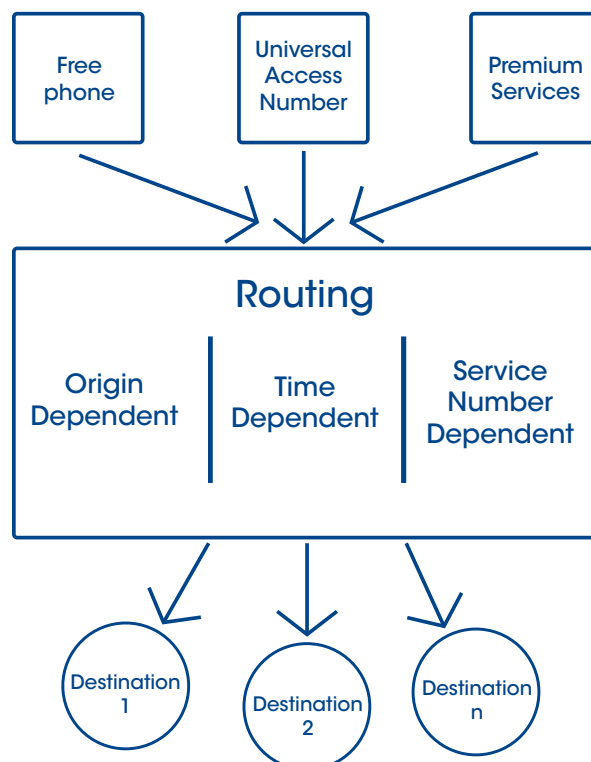 Free
phone
Universal
Access
Number
Premium
Services
Routing
Origin
Dependent
Time
Dependent
Service
Number
Dependent
Destination
1
Destination
2
Destination
n